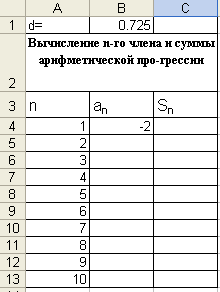 A B C
1 d= 0.725
2 Вычисление n-го члена и суммы
арифметической про-грессии
3 n an Sn
4 1 -2
5 2
6 3
7 4
8 5
9 6
10 7
11 8
12 9
13 10